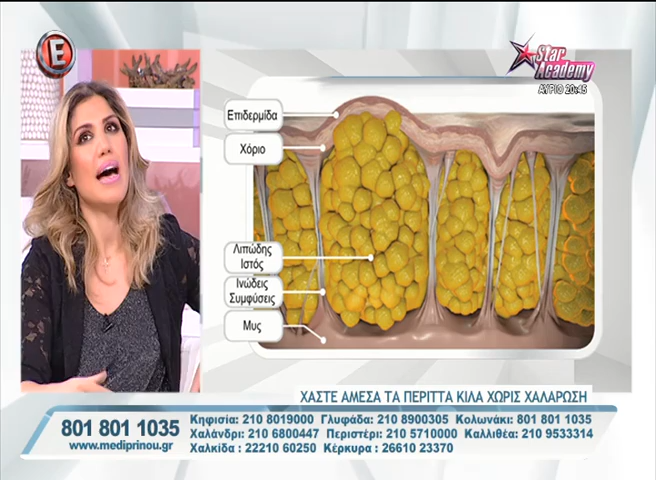 E
Star
Academy
ΑΥΡΙΟ 20:45
Επιδερμίδα
Χόριο
Λιπώδης
Ιστός
Ινώδεις
Συμφύσεις
Μυς
ΧΑΣΤΕ ΑΜΕΣΑ ΤΑ ΠΕΡΙΤΤΑ ΚΙΛΑ ΧΩΡΙΣ ΧΑΛΑΡΩΣΗ
801 801 1035
www.mediprinou.gr
Κηφισία: 210 8019000 Γλυφάδα: 210 8900305 Κολωνάκι: 801 801 1035
Χαλάνδρι: 210 6800447 Περιστέρι: 210 5710000 Καλλιθέα: 210 9533314
Χαλκίδα : 22210 60250 Κέρκυρα : 26610 23370